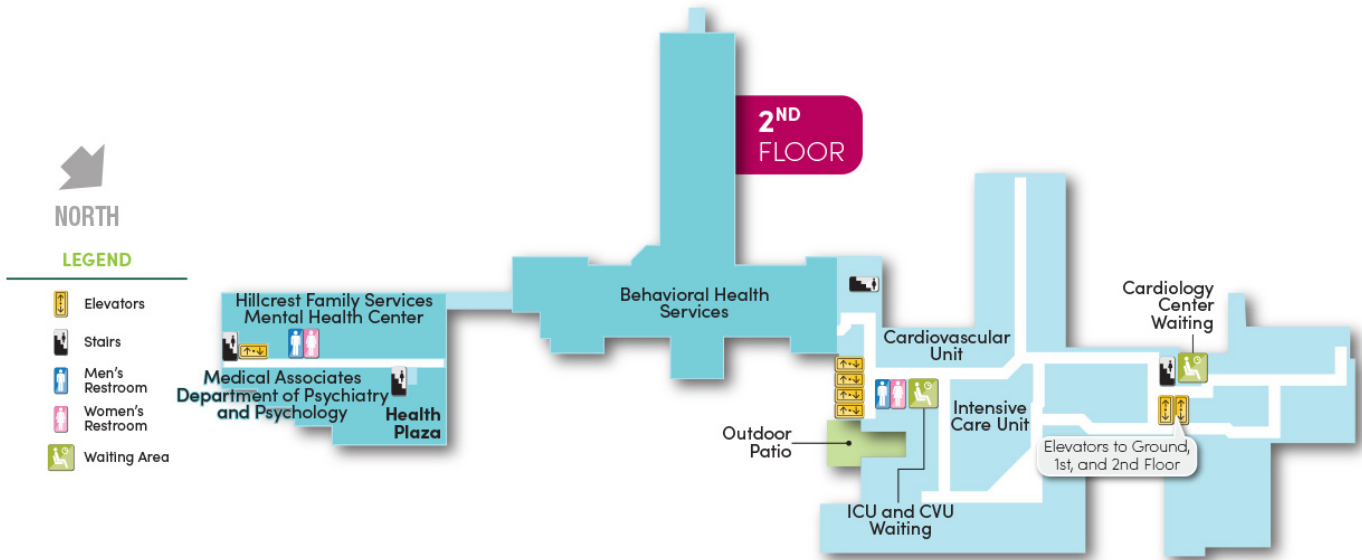 2ND
FLOOR
NORTH
LEGEND
Elevators
Stairs
Men's
Restroom
Women's
Restroom
Waiting Area
Hillcrest Family Services
Mental Health Center
Medical Associates
Department of Psychiatry
and Psychology
Health
Plaza
Behavioral Health
Services
Cardiovascular
Unit
Cardiology
Center
Waiting
Intensive
Care Unit
Outdoor
Patio
Elevators to Ground,
1st, and 2nd Floor
ICU and CVU
Waiting